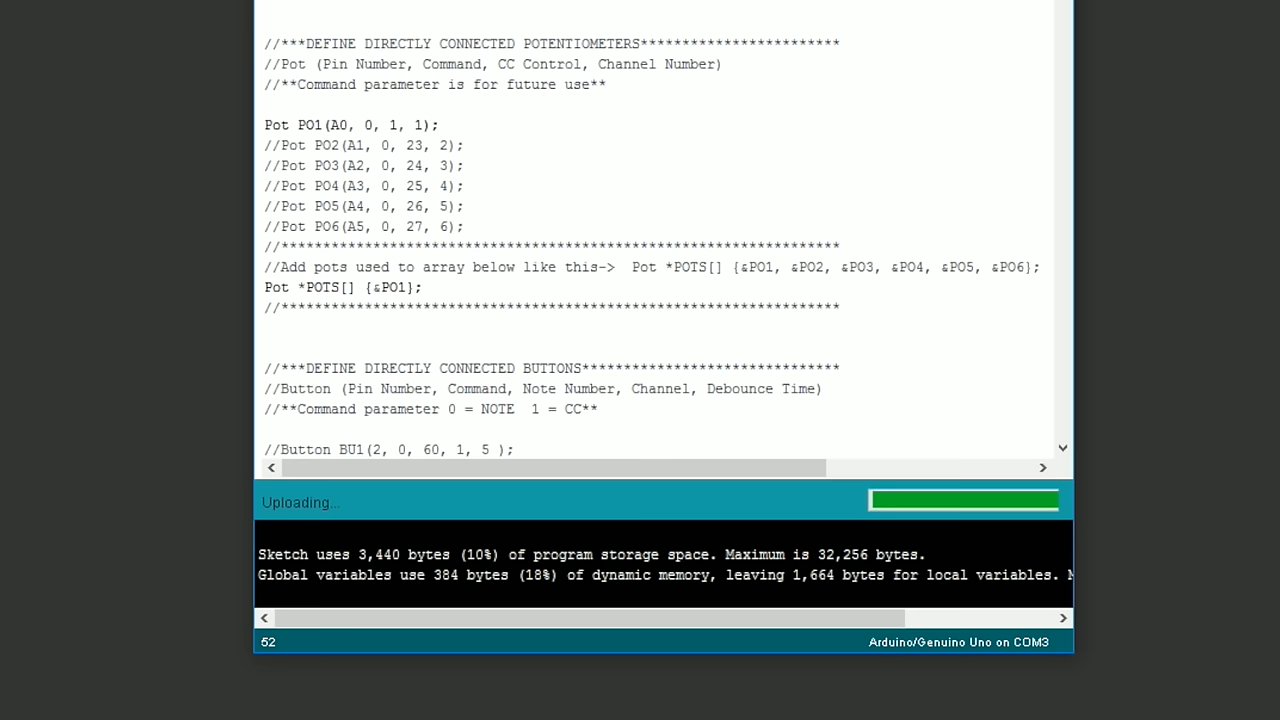 //***DEFINE DIRECTLY CONNECTED POTENTIOMETERS************************
//Pot (Pin Number, Command, CC Control, Channel Number)
//**Command parameter is for future use**
Pot PO1(A0, 0, 1, 1);
//Pot PO2(A1, 0, 23, 2);
//Pot PO3(A2, 0, 24, 3);
//Pot PO4(A3, 0, 25, 4);
//Pot PO5(A4, 0, 26, 5);
//Pot PO6(A5, 0, 27, 6);
//*******************************************************************
//Add pots used to array below like this->  Pot *POTS[] {&PO1, &PO2, &PO3, &PO4, &PO5, &PO6};
Pot *POTS[] {&PO1};
//*******************************************************************
//***DEFINE DIRECTLY CONNECTED BUTTONS*******************************
//Button (Pin Number, Command, Note Number, Channel, Debounce Time)
//**Command parameter 0 = NOTE  1 = CC**
//Button BU1(2, 0, 60, 1, 5 );
Uploading...
Sketch uses 3,440 bytes (10%) of program storage space. Maximum is 32,256 bytes.
Global variables use 384 bytes (18%) of dynamic memory, leaving 1,664 bytes for local variables.
52
Arduino/Genuino Uno on COM3